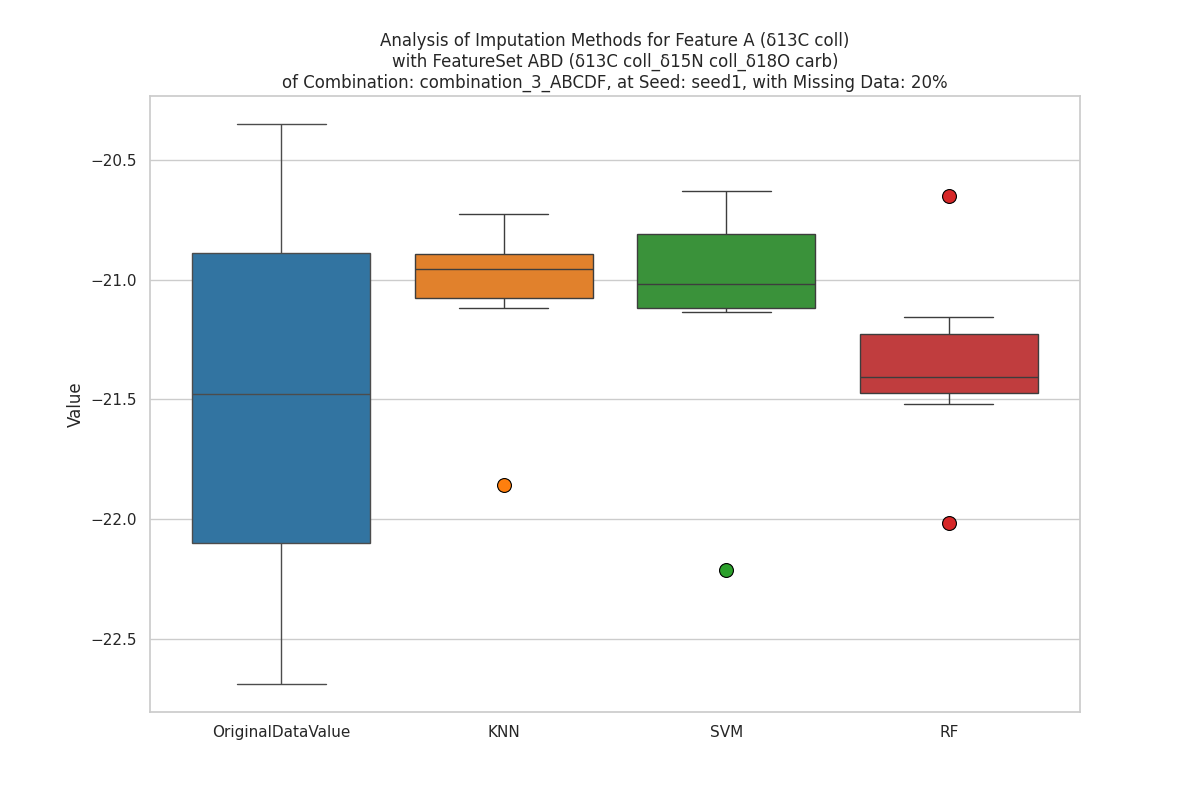 Analysis of Imputation Methods for Feature A (δ13C coll)
with FeatureSet ABD (δ13C coll_δ15N coll_δ18O carb)
of Combination: combination_3_ABCDF, at Seed: seed1, with Missing Data: 20%
−20.5
−21.0
−21.5
−22.0
−22.5
Value
OriginalDataValue
KNN
SVM
RF